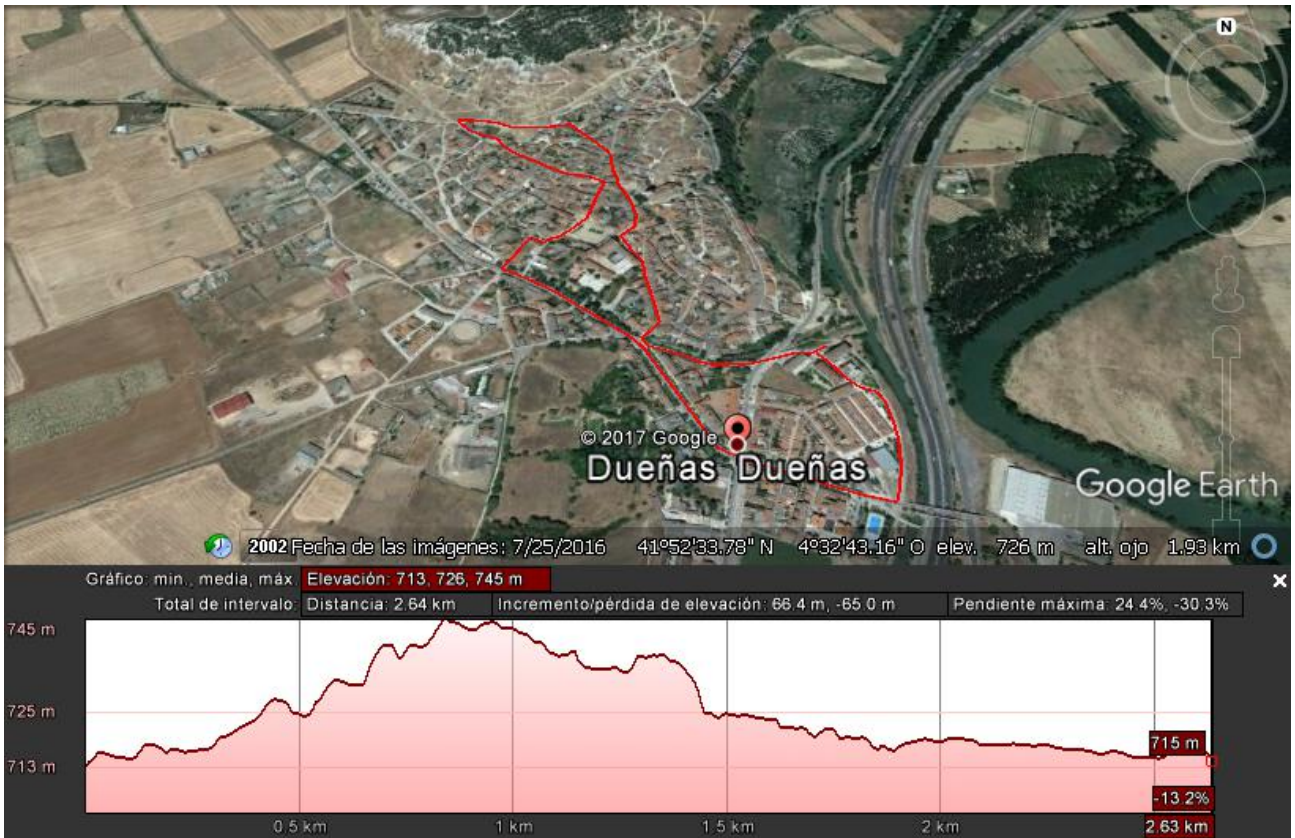 N
© 2017 Google
Dueñas Dueñas
Google Earth
2002 Fecha de las imágenes: 7/25/2016 41°52'33.78" N 4°32'43.16" O elev. 726 m alt. ojo 1.93 km
Gráfico: min., media, máx. Elevación: 713, 726, 745 m
Total de intervalo: Distancia: 2.64 km Incremento/pérdida de elevación: 66.4 m, -65.0 m Pendiente máxima: 24.4%, -30.3%
745 m
725 m
715 m
713 m
-13.2%
0,5 km 1 km 1.5 km 2 km 2.63 km